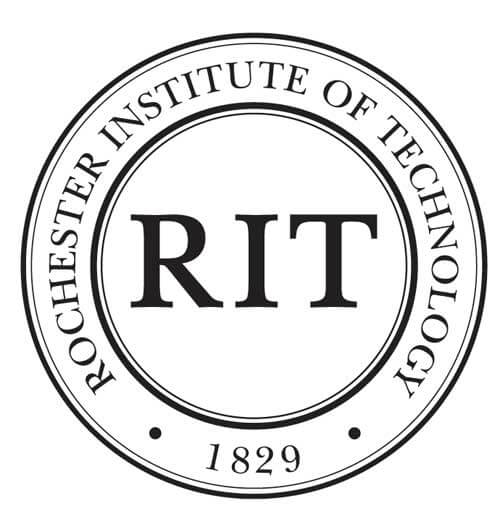 ROCHESTER INSTITUTE OF TECHNOLOGY
RIT
• 1829 •